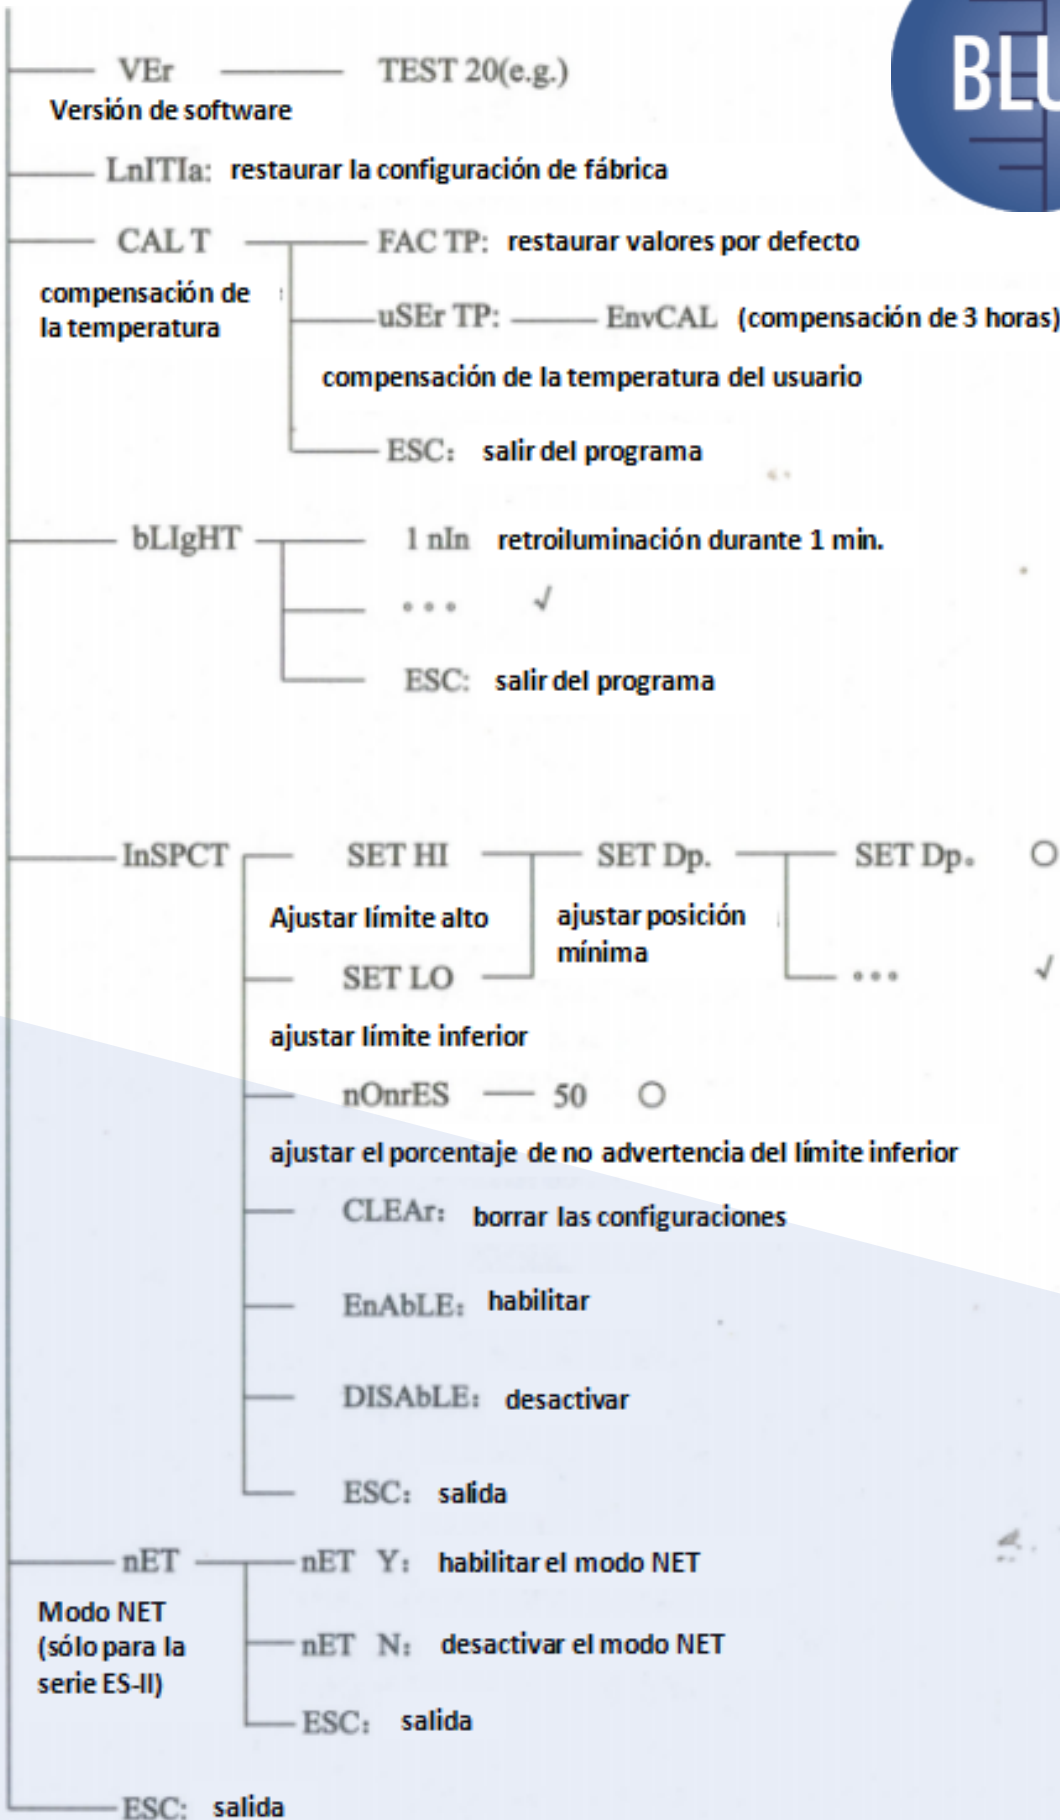 BLU
VEr TEST 20(e.g.)
Versión de software
LnITIa: restaurar la configuración de fábrica
CAL T FAC TP: restaurar valores por defecto
compensación de
la temperatura
uSEr TP: EnvCAL (compensación de 3 horas)
compensación de la temperatura del usuario
ESC: salir del programa
bLIgHT 1 nIn retroiluminación durante 1 min.
∘∘∘ √
ESC: salir del programa
InSPCT SET HI SET Dp. SET Dp. ○
Ajustar límite alto
ajustar posición
mínima
SET LO ∘∘∘ √
ajustar límite inferior
nOnrES 50 ○
ajustar el porcentaje de no advertencia del límite inferior
CLEAr: borrar las configuraciones
EnAbLE: habilitar
DISAbLE: desactivar
ESC: salida
nET nET Y: habilitar el modo NET
Modo NET
(sólo para la
serie ES-II)
nET N: desactivar el modo NET
ESC: salida
ESC: salida